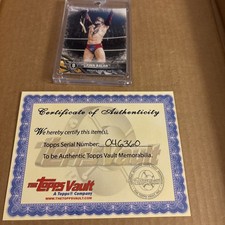 Certificate of Authenticity
We hereby certify this item(s),
Topps Serial Number: 046360
To be Authentic Topps Vault Memorabilia.
THE Topps Vault
A Topps Company
WWW.THETOPPSVAULT.COM